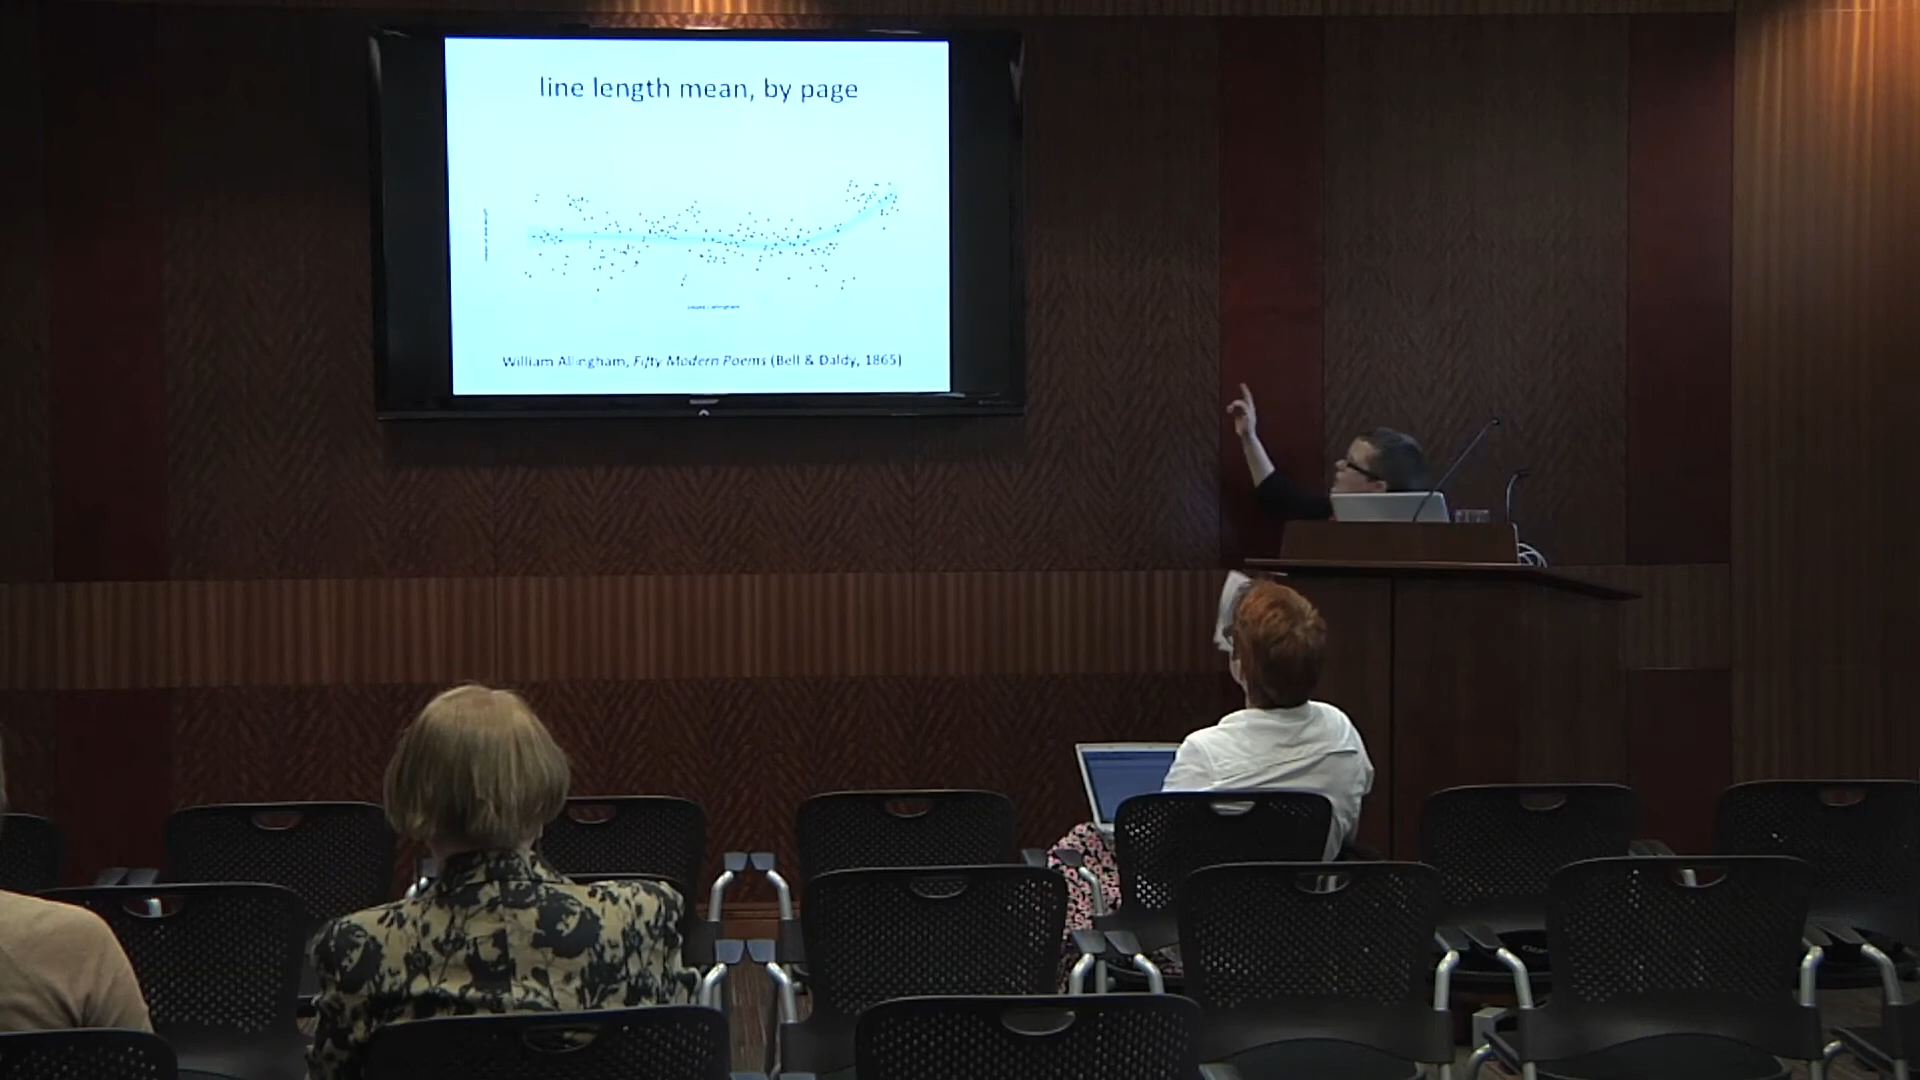 line length mean, by page
William Allingham, Fifty Modern Poems (Bell & Daldy, 1865)